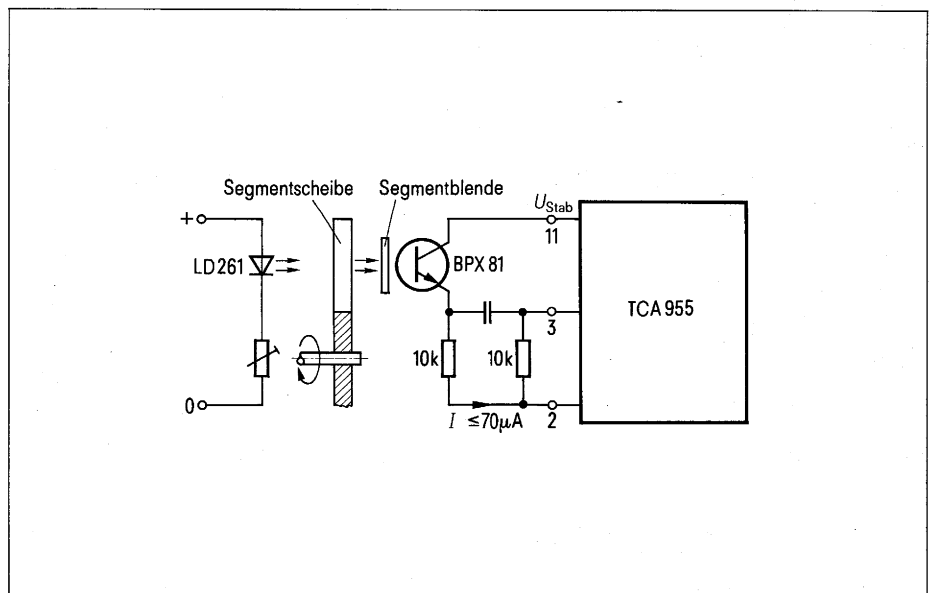 Segmentscheibe Segmentblende
U_Stab
+
11
LD 261
BPX 81
TCA 955
3
10k 10k
0
I ≤70µA 2